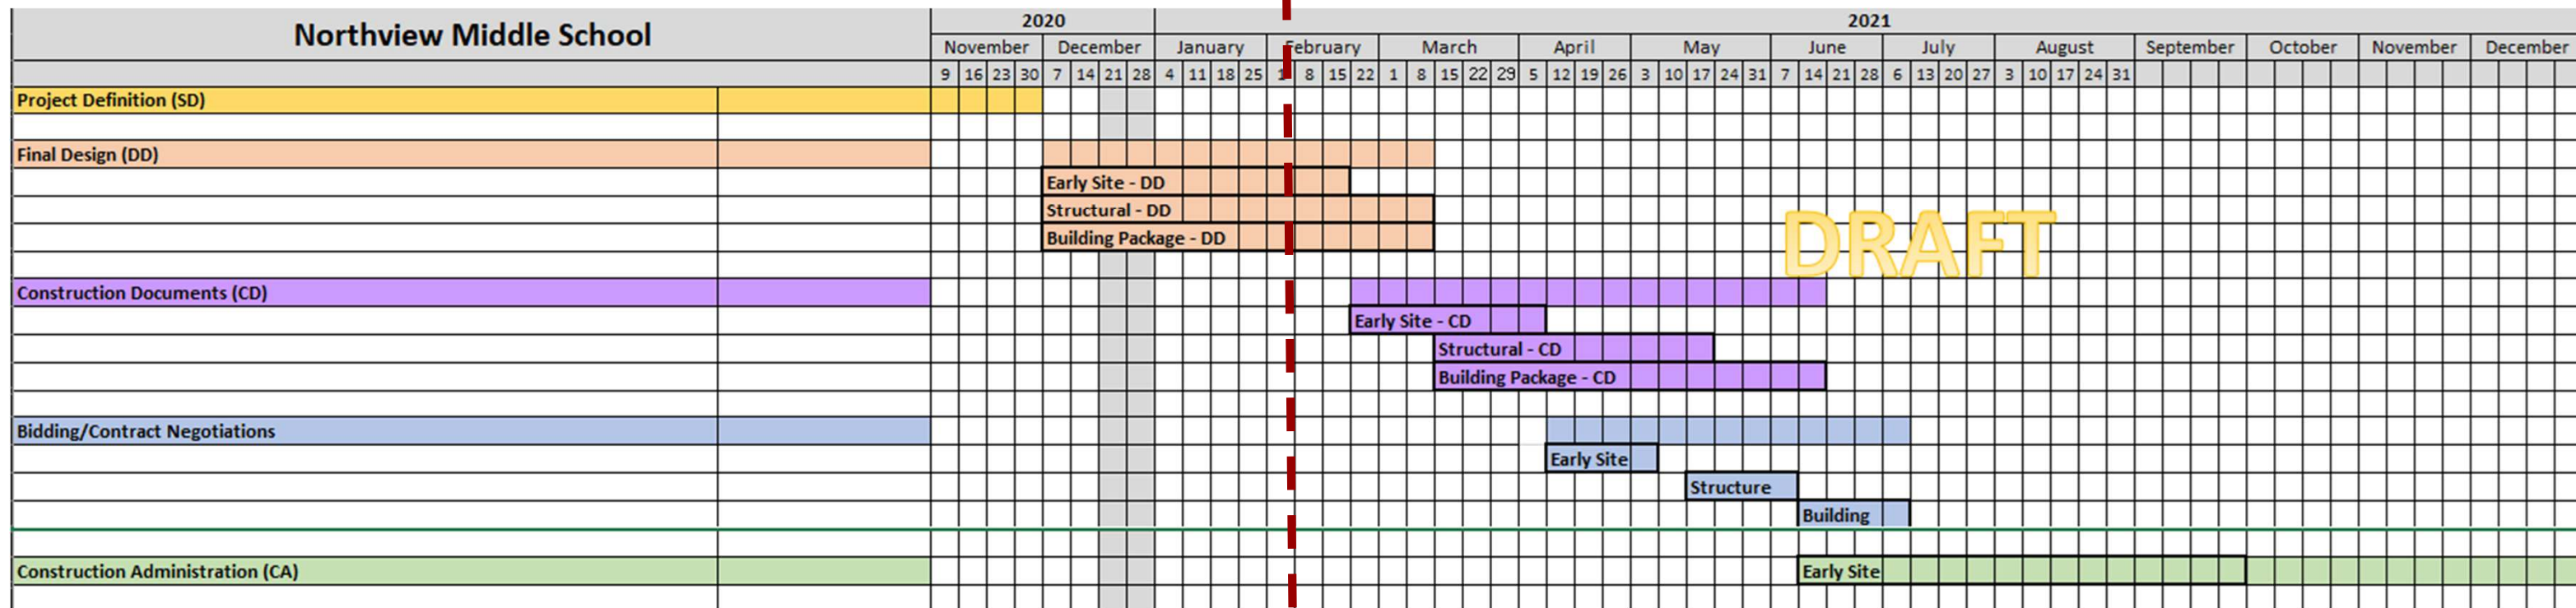 2020 2021
Northview Middle School
November December January February March April May June July August September October November December
9 16 23 30 7 14 21 28 4 11 18 25 1 8 15 22 1 8 15 22 29 5 12 19 26 3 10 17 24 31 7 14 21 28 6 13 20 27 3 10 17 24 31
Project Definition (SD)
Final Design (DD)
Early Site - DD
Structural - DD
Building Package - DD
DRAFT
Construction Documents (CD)
Early Site - CD
Structural - CD
Building Package - CD
Bidding/Contract Negotiations
Early Site
Structure
Building
Construction Administration (CA) Early Site